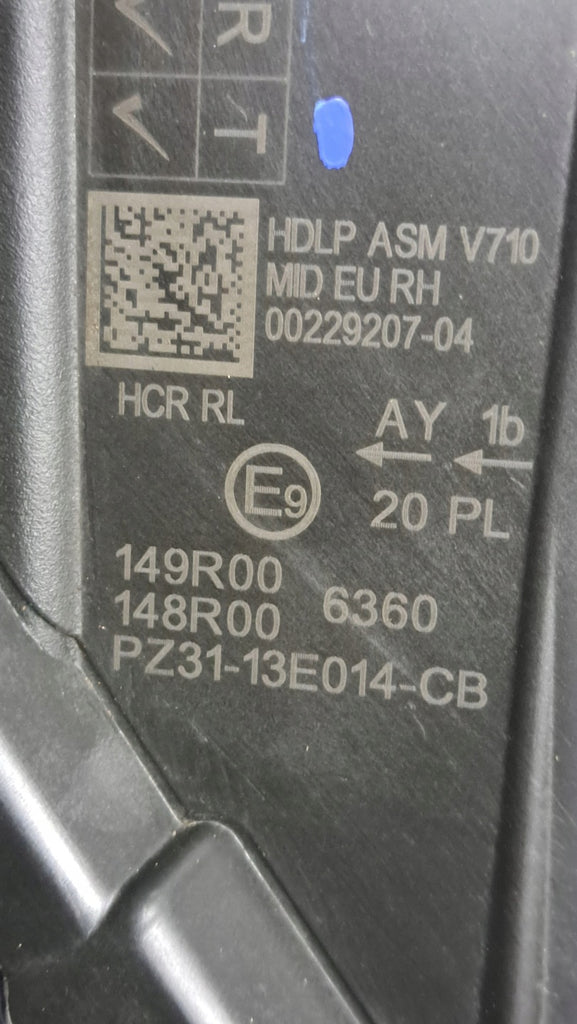 R
T
HDLP ASM V710
MID EU RH
00229207-04
HCR RL
AY 1b
E9
20 PL
149R00
148R00 6360
PZ31-13E014-CB